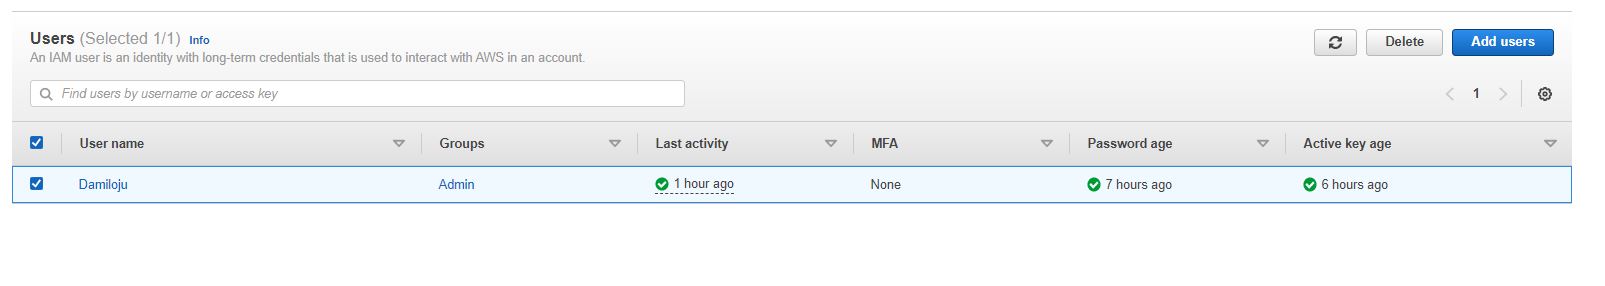 Users (Selected 1/1) Info
An IAM user is an identity with long-term credentials that is used to interact with AWS in an account.
Delete
Add users
Find users by username or access key
1
User name Groups Last activity MFA Password age Active key age
Damiloju Admin 1 hour ago None 7 hours ago 6 hours ago